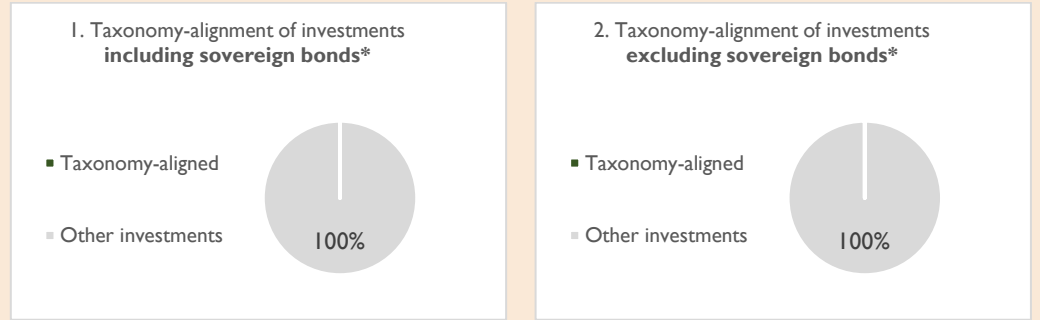 1. Taxonomy-alignment of investments
including sovereign bonds*
Taxonomy-aligned
Other investments
100%
2. Taxonomy-alignment of investments
excluding sovereign bonds*
Taxonomy-aligned
Other investments
100%